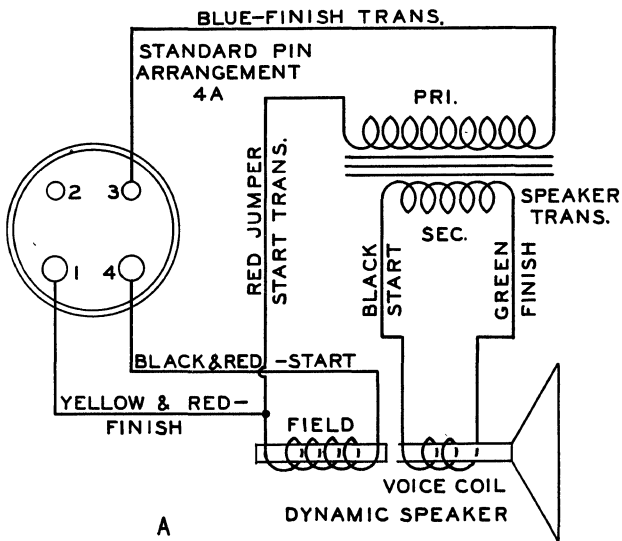 BLUE-FINISH TRANS.
STANDARD PIN
ARRANGEMENT
4A
PRI.
2 3
1 4
RED JUMPER
START TRANS.
SPEAKER
TRANS.
SEC.
BLACK
START
GREEN
FINISH
BLACK&RED-START
YELLOW & RED-
FINISH
FIELD
VOICE COIL
DYNAMIC SPEAKER
A